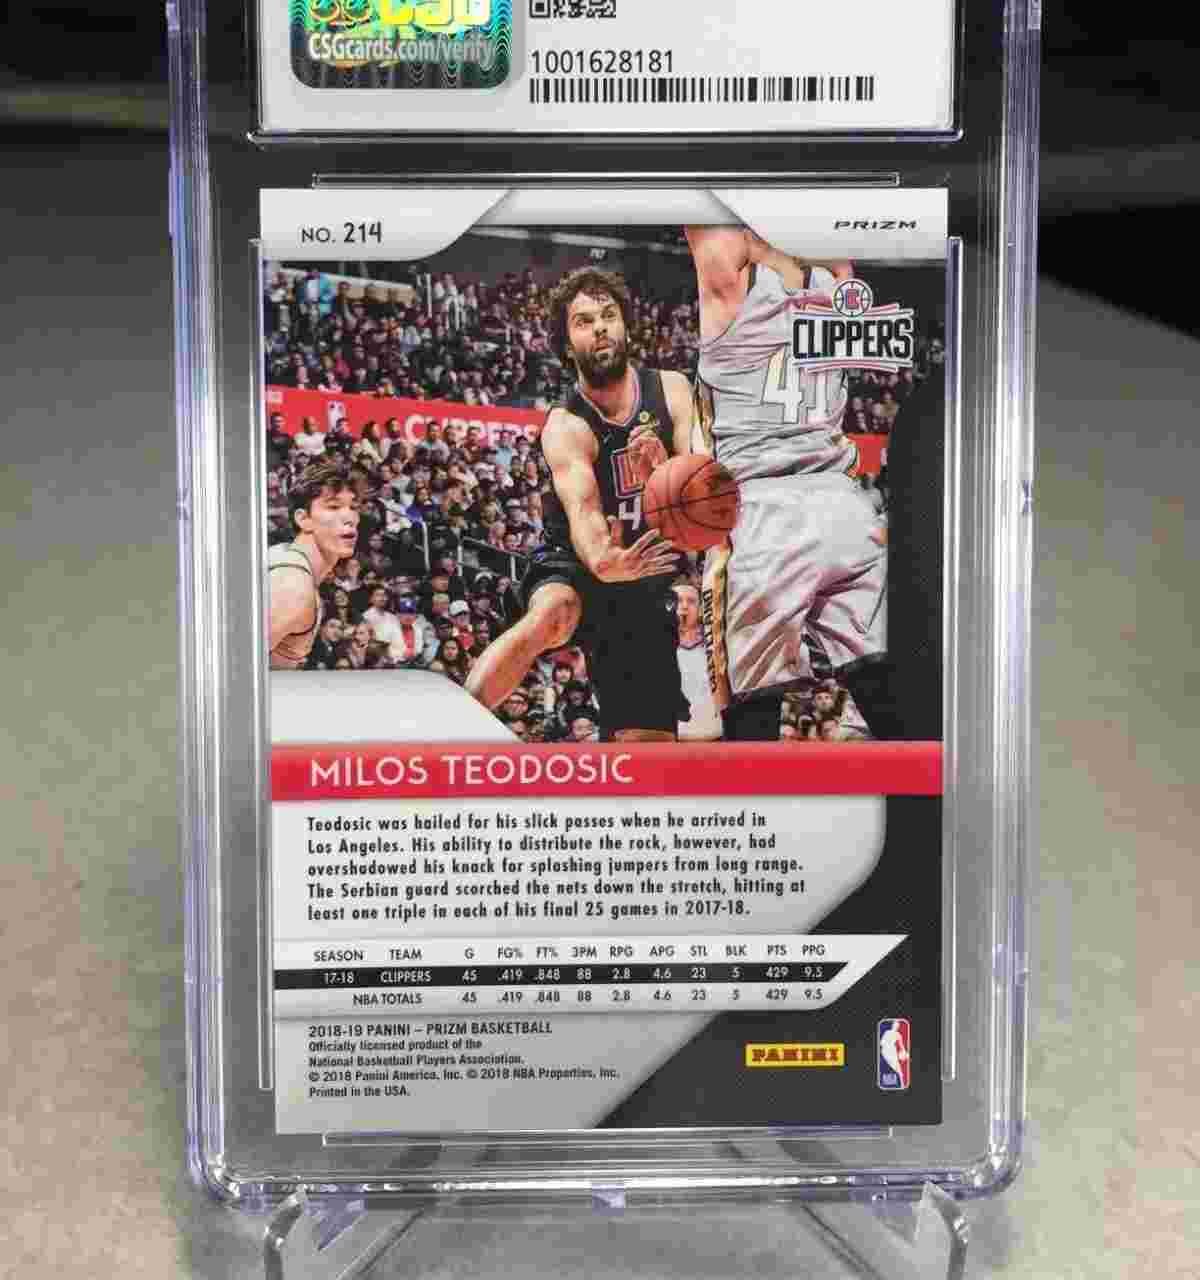 CSG
CSGcards.com/verify
1001628181
NO. 214
PRIZM
CLIPPERS
41
CLIPPERS
4
MILOS TEODOSIC
Teodosic was hailed for his slick passes when he arrived in
Los Angeles. His ability to distribute the rock, however, had
overshadowed his knack for splashing jumpers from long range.
The Serbian guard scorched the nets down the stretch, hitting at
least one triple in each of his final 25 games in 2017-18.
SEASON TEAM G FG% FT% 3PM RPG APG STL BLK PTS PPG
17-18 CLIPPERS 45 .419 .848 88 2.8 4.6 23 5 429 9.5
NBA TOTALS 45 .419 .848 88 2.8 4.6 23 5 429 9.5
2018-19 PANINI – PRIZM BASKETBALL
Officially licensed product of the
National Basketball Players Association.
© 2018 Panini America, Inc. © 2018 NBA Properties, Inc.
Printed in the USA.
PANINI
NBA